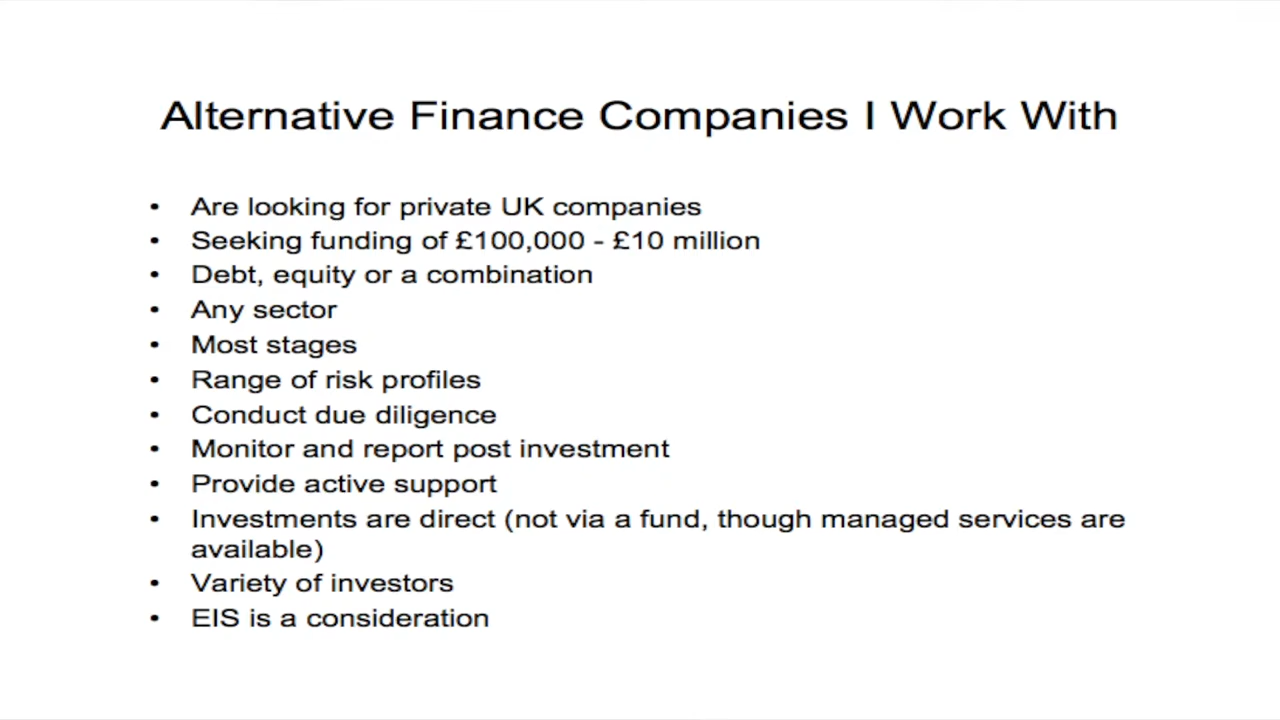 Alternative Finance Companies I Work With
• Are looking for private UK companies
• Seeking funding of £100,000 - £10 million
• Debt, equity or a combination
• Any sector
• Most stages
• Range of risk profiles
• Conduct due diligence
• Monitor and report post investment
• Provide active support
• Investments are direct (not via a fund, though managed services are
available)
• Variety of investors
• EIS is a consideration